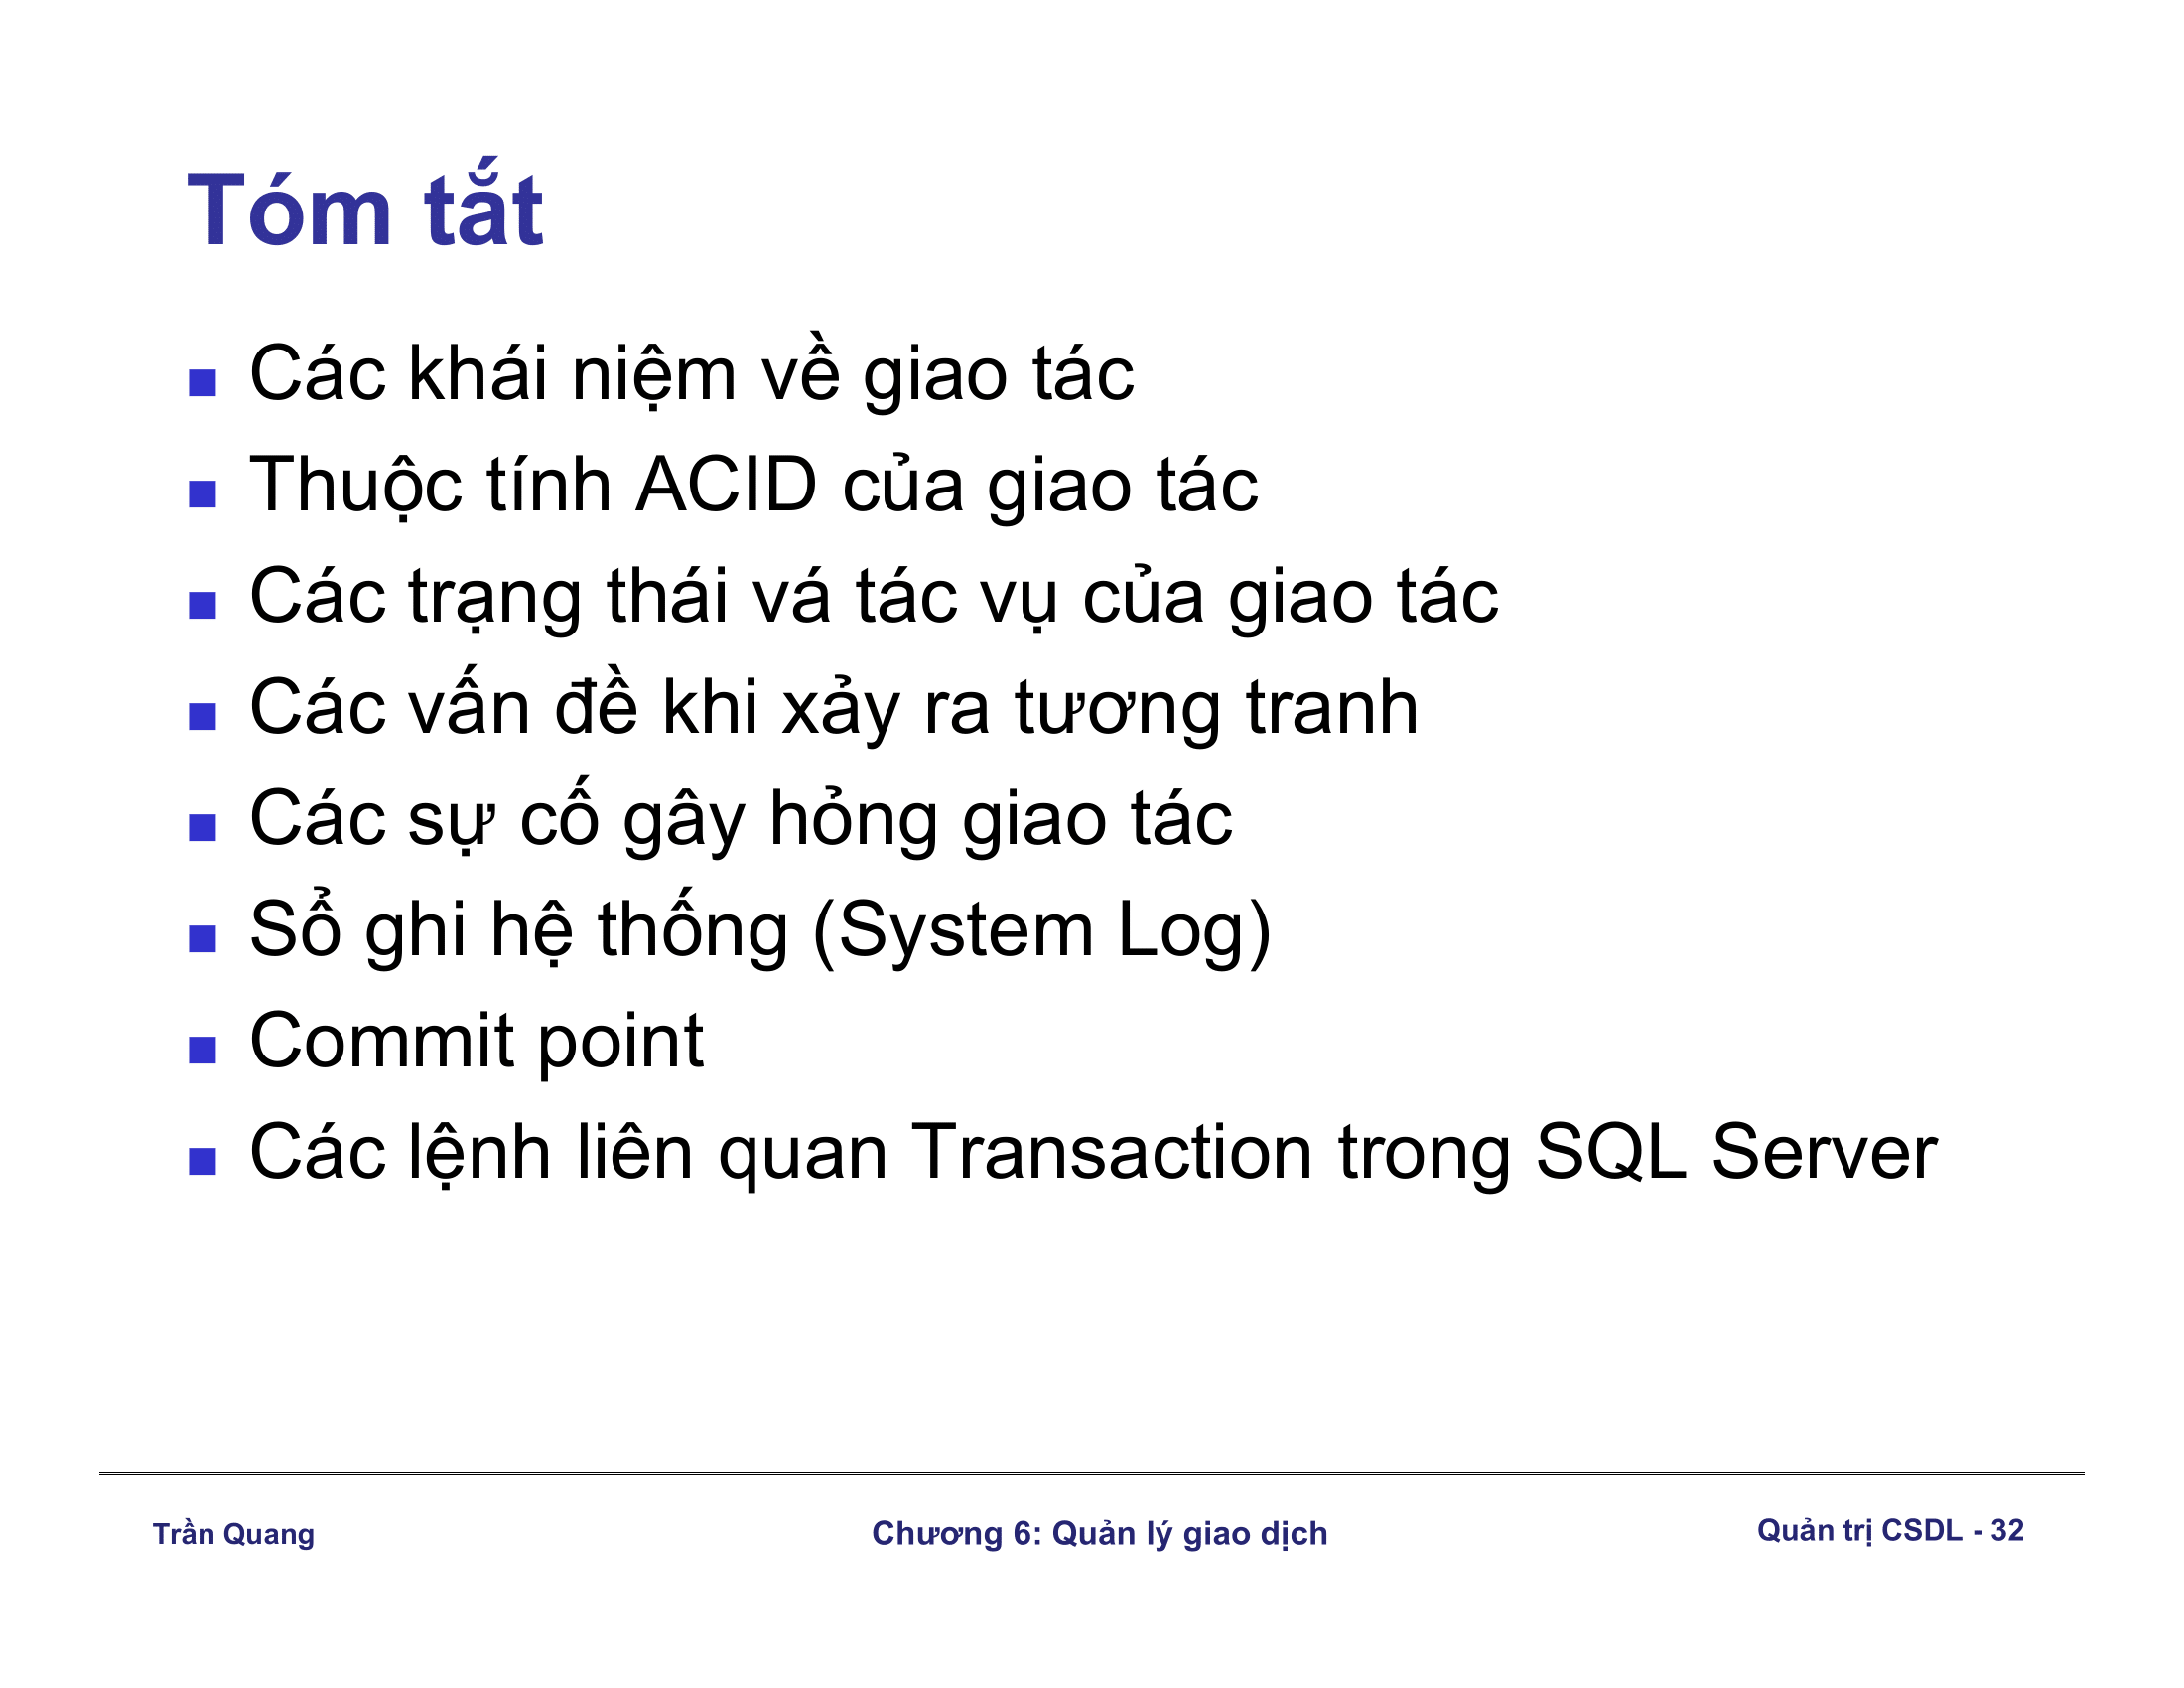 Tóm tắt
Các khái niệm về giao tác
Thuộc tính ACID của giao tác
Các trạng thái vá tác vụ của giao tác
Các vấn đề khi xảy ra tương tranh
Các sự cố gây hỏng giao tác
Sổ ghi hệ thống (System Log)
Commit point
Các lệnh liên quan Transaction trong SQL Server
Trần Quang
Chương 6: Quản lý giao dịch
Quản trị CSDL - 32